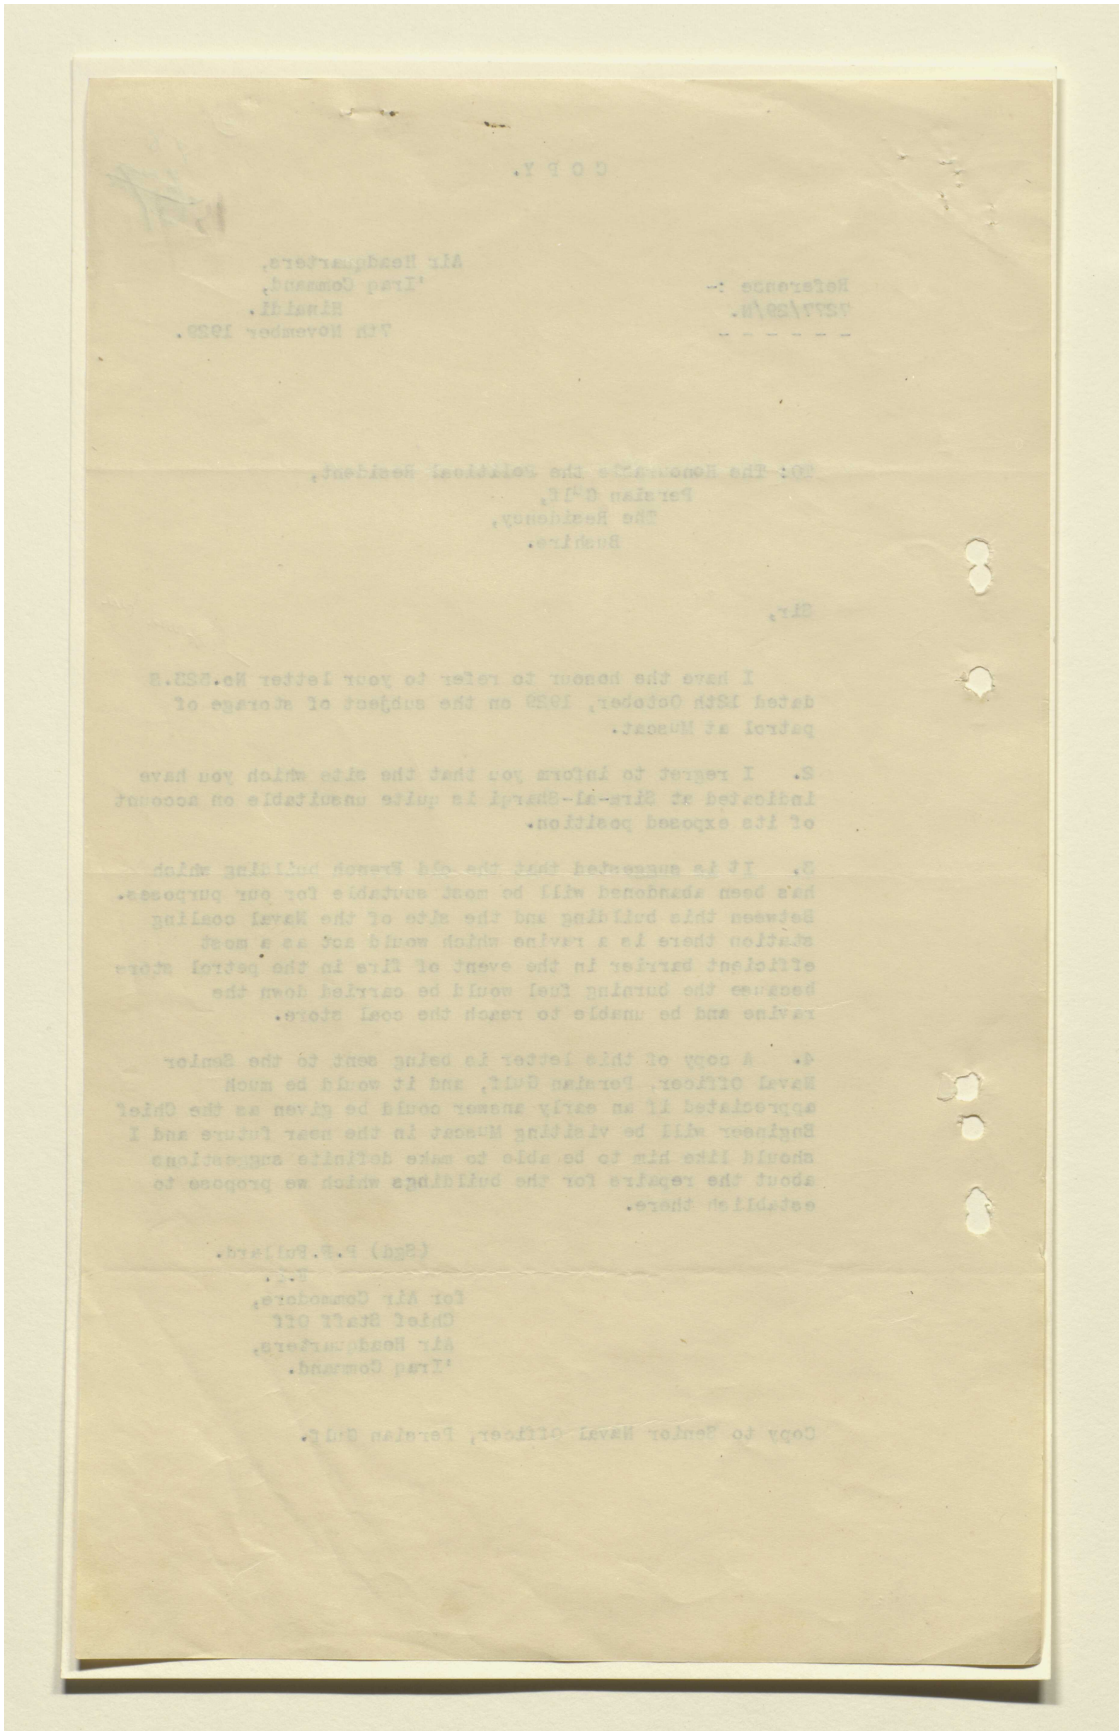 C O P Y.
Air Headquarters,
'Iraq Command,
Hinaidi.
7th November 1929.
Reference :-
7277/29/S.
- - - - - -
TO: The Honourable the Political Resident,
Persian Gulf,
The Residency,
Bushire.
Sir,
I have the honour to refer to your letter No.523.S
dated 12th October, 1929 on the subject of storage of
patrol at Muscat.
2. I regret to inform you that the site which you have
indicated at Sira-al-Sharqi is quite unsuitable on account
of its exposed position.
3. It is suggested that the old French building which
has been abandoned will be most suutable for our purposes.
Between this building and the site of the Naval coaling
station there is a ravine which would act as a most
efficient barrier in the event of fire in the petrol store
because the burning fuel would be carried down the
ravine and be unable to reach the coal store.
4. A copy of this letter is being sent to the Senior
Naval Officer, Persian Gulf, and it would be much
appreciated if an early answer could be given as the Chief
Engineer will be visiting Muscat in the near future and I
should like him to be able to make definite suggestions
about the repairs for the buildings which we propose to
establish there.
(Sgd) F.F.Fullard.
for Air Commodore,
Chief Staff Off
Air Headquarters,
'Iraq Command.
Copy to Senior Naval Officer, Persian Gulf.